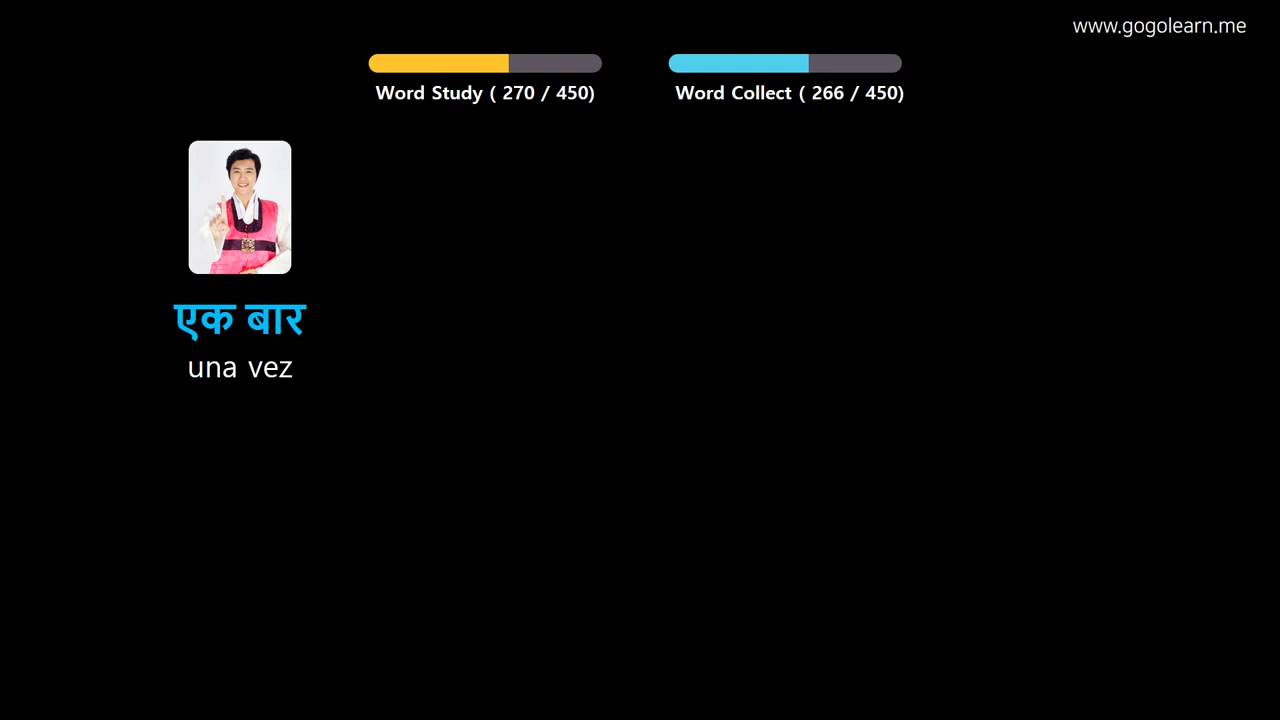 www.gogolearn.me
Word Study ( 270 / 450)
Word Collect ( 266 / 450)
एक बार
una vez